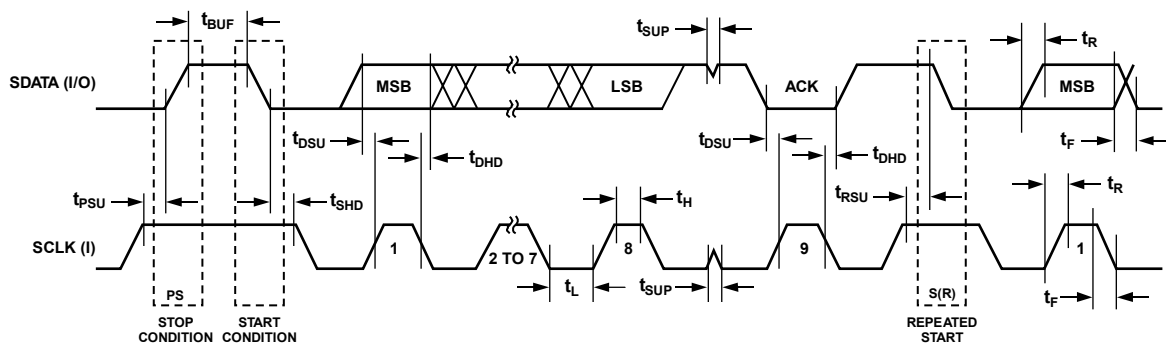 tBUF
tSUP
tR
SDATA (I/O)
MSB
LSB
ACK
MSB
tDSU
tDHD
tDSU
tDHD
tF
tPSU
tSHD
tH
tRSU
tR
SCLK (I)
1
2 TO 7
8
9
1
PS
tL
tSUP
S(R)
tF
STOP
CONDITION
START
CONDITION
REPEATED
START